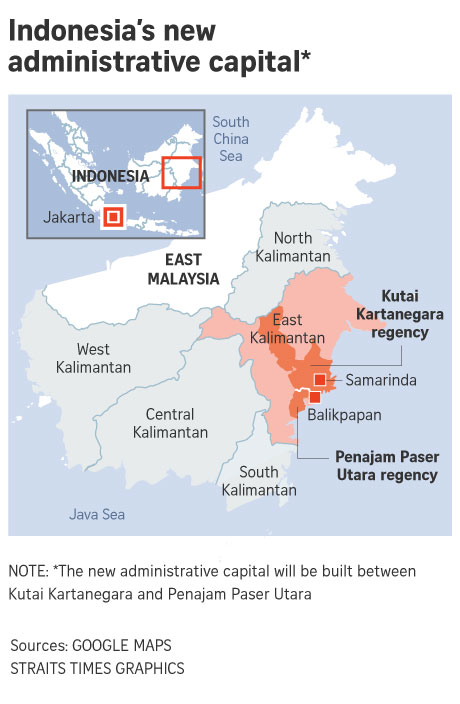 Indonesia's new
administrative capital*
South
China
Sea
INDONESIA
Jakarta
EAST
MALAYSIA
North
Kalimantan
Kutai
Kartanegara
regency
East
Kalimantan
West
Kalimantan
Samarinda
Central
Kalimantan
Balikpapan
Penajam Paser
Utara regency
South
Kalimantan
Java Sea
NOTE: *The new administrative capital will be built between
Kutai Kartanegara and Penajam Paser Utara
Sources: GOOGLE MAPS
STRAITS TIMES GRAPHICS